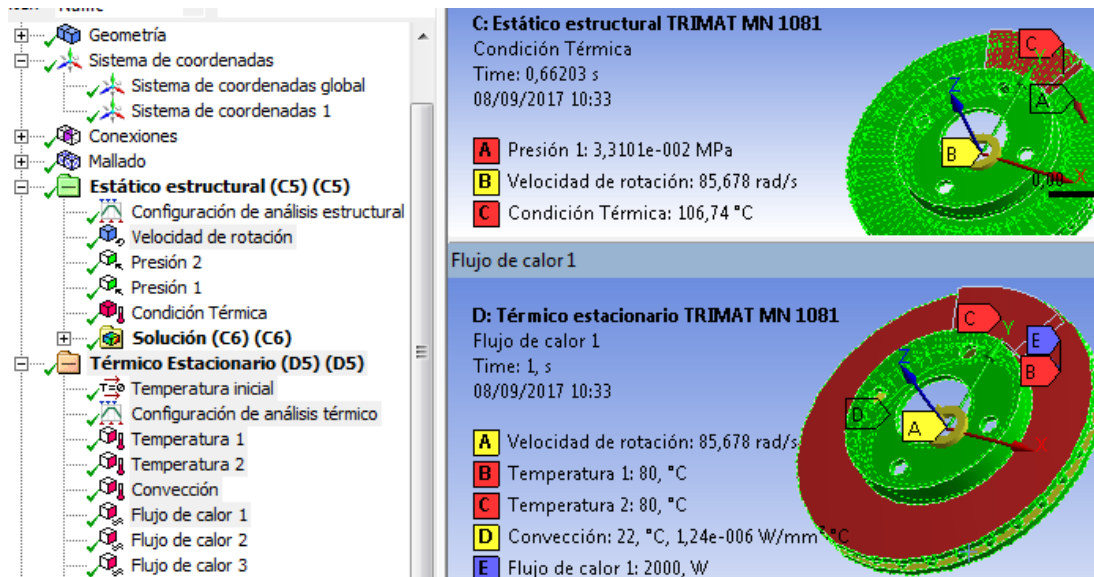 Name
Geometría
Sistema de coordenadas
Sistema de coordenadas global
Sistema de coordenadas 1
Conexiones
Mallado
Estático estructural (C5) (C5)
Configuración de análisis estructural
Velocidad de rotación
Presión 2
Presión 1
Condición Térmica
Solución (C6) (C6)
Térmico Estacionario (D5) (D5)
T=0 Temperatura inicial
Configuración de análisis térmico
Temperatura 1
Temperatura 2
Convección
Flujo de calor 1
Flujo de calor 2
Flujo de calor 3
C: Estático estructural TRIMAT MN 1081
Condición Térmica
Time: 0,66203 s
08/09/2017 10:33
A Presión 1: 3,3101e-002 MPa
B Velocidad de rotación: 85,678 rad/s
C Condición Térmica: 106,74 °C
C
Y
A
Z
B
X
0,00
Flujo de calor 1
D: Térmico estacionario TRIMAT MN 1081
Flujo de calor 1
Time: 1, s
08/09/2017 10:33
A Velocidad de rotación: 85,678 rad/s
B Temperatura 1: 80, °C
C Temperatura 2: 80, °C
D Convección: 22, °C, 1,24e-006 W/mm² °C
E Flujo de calor 1: 2000, W
C
Y
E
Z
B
D
A
X